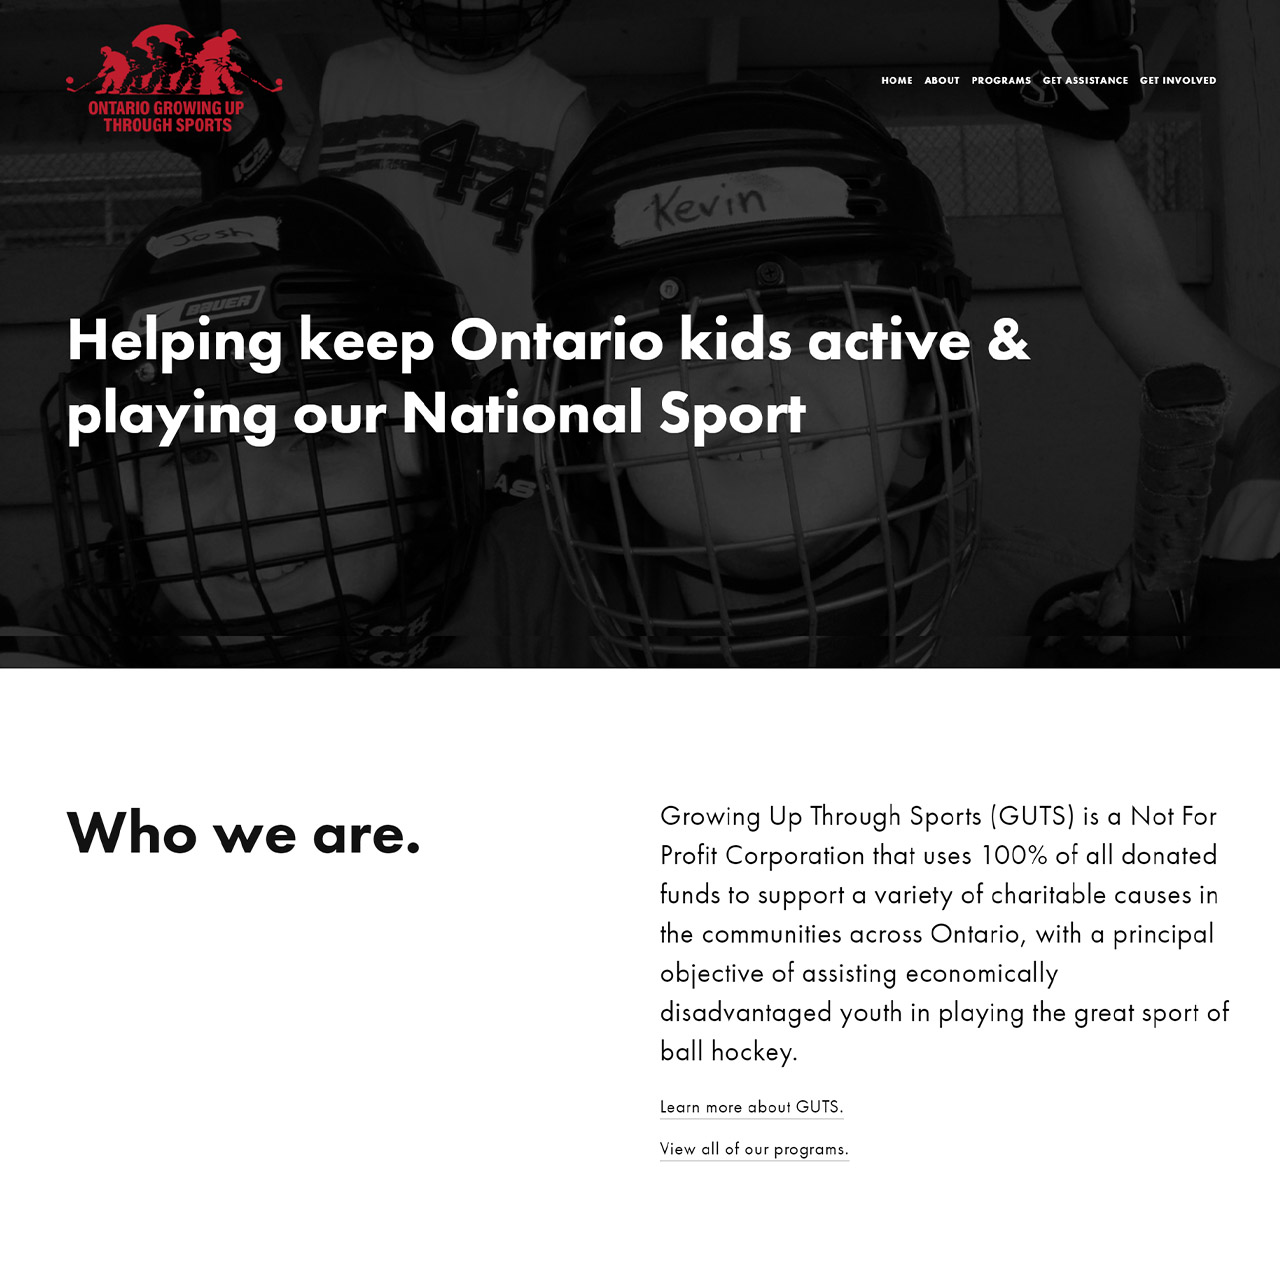 ONTARIO GROWING UP
THROUGH SPORTS
HOME ABOUT PROGRAMS GET ASSISTANCE GET INVOLVED
44
Kevin
Josh
BAUER
Helping keep Ontario kids active &
playing our National Sport
Who we are.
Growing Up Through Sports (GUTS) is a Not For
Profit Corporation that uses 100% of all donated
funds to support a variety of charitable causes in
the communities across Ontario, with a principal
objective of assisting economically
disadvantaged youth in playing the great sport of
ball hockey.
Learn more about GUTS.
View all of our programs.